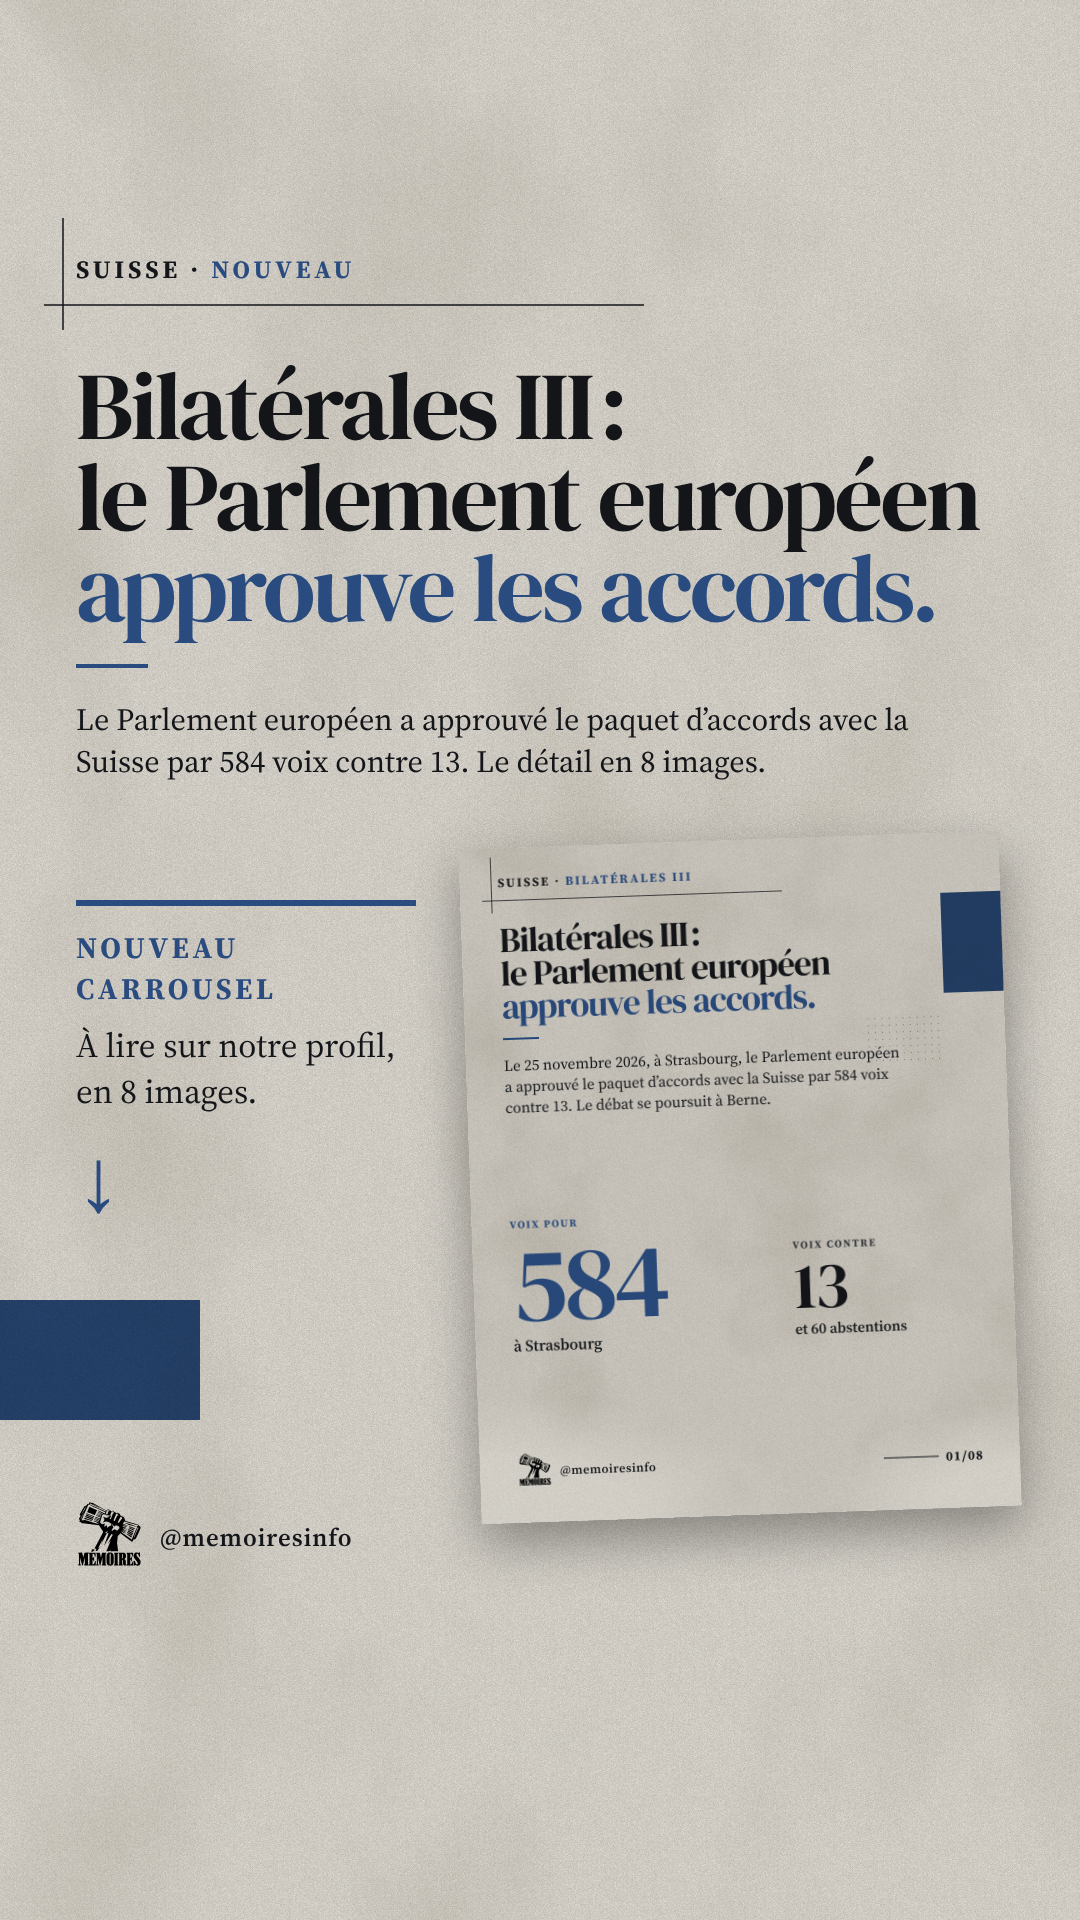 SUISSE · NOUVEAU
Bilatérales III :
le Parlement européen
approuve les accords.
Le Parlement européen a approuvé le paquet d’accords avec la
Suisse par 584 voix contre 13. Le détail en 8 images.
NOUVEAU
CARROUSEL
À lire sur notre profil,
en 8 images.
↓
MÉMOIRES
@memoiresinfo
SUISSE · BILATÉRALES III
Bilatérales III :
le Parlement européen
approuve les accords.
Le 25 novembre 2026, à Strasbourg, le Parlement européen
a approuvé le paquet d’accords avec la Suisse par 584 voix
contre 13. Le débat se poursuit à Berne.
VOIX POUR
584
à Strasbourg
VOIX CONTRE
13
et 60 abstentions
MÉMOIRES
@memoiresinfo
01/08